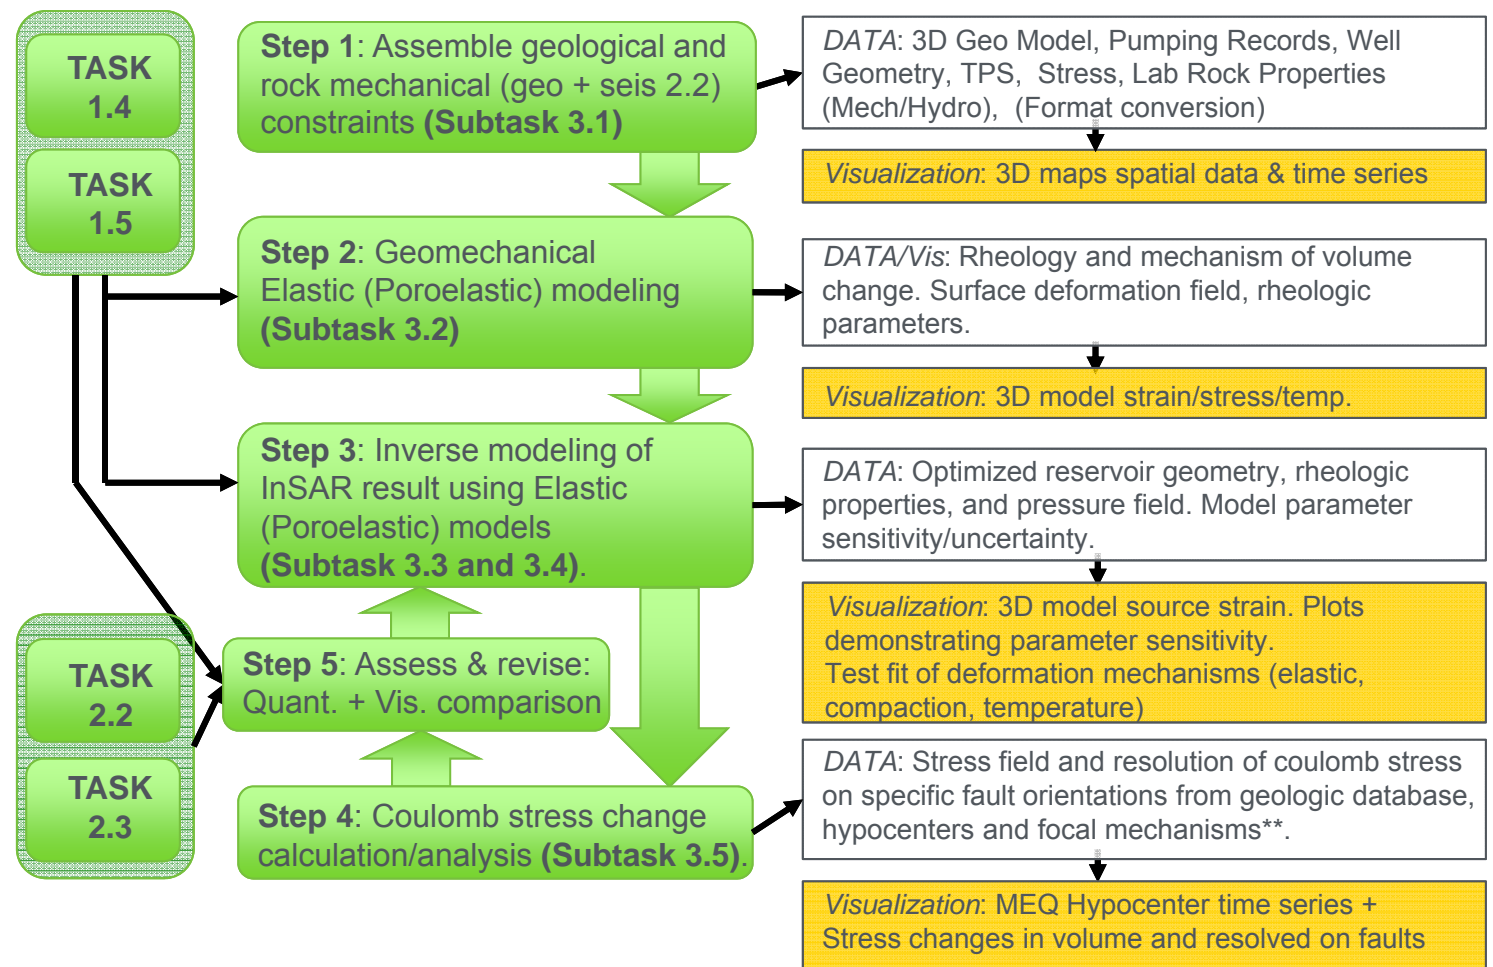 TASK
1.4
TASK
1.5
Step 1: Assemble geological and
rock mechanical (geo + seis 2.2)
constraints (Subtask 3.1)
DATA: 3D Geo Model, Pumping Records, Well
Geometry, TPS, Stress, Lab Rock Properties
(Mech/Hydro), (Format conversion)
Visualization: 3D maps spatial data & time series
Step 2: Geomechanical
Elastic (Poroelastic) modeling
(Subtask 3.2)
DATA/Vis: Rheology and mechanism of volume
change. Surface deformation field, rheologic
parameters.
Visualization: 3D model strain/stress/temp.
Step 3: Inverse modeling of
InSAR result using Elastic
(Poroelastic) models
(Subtask 3.3 and 3.4).
DATA: Optimized reservoir geometry, rheologic
properties, and pressure field. Model parameter
sensitivity/uncertainty.
Visualization: 3D model source strain. Plots
demonstrating parameter sensitivity.
Test fit of deformation mechanisms (elastic,
compaction, temperature)
TASK
2.2
TASK
2.3
Step 5: Assess & revise:
Quant. + Vis. comparison
Step 4: Coulomb stress change
calculation/analysis (Subtask 3.5).
DATA: Stress field and resolution of coulomb stress
on specific fault orientations from geologic database,
hypocenters and focal mechanisms**.
Visualization: MEQ Hypocenter time series +
Stress changes in volume and resolved on faults